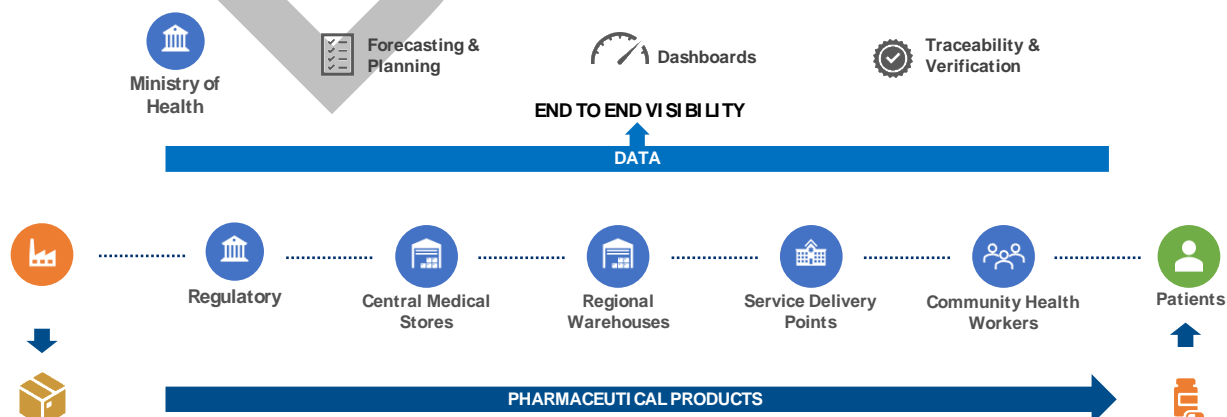 Forecasting &
Planning
Dashboards
Traceability &
Verification
Ministry of
Health
END TO END VISIBILITY
DATA
Regulatory
Central Medical
Stores
Regional
Warehouses
Service Delivery
Points
Community Health
Workers
Patients
PHARMACEUTICAL PRODUCTS